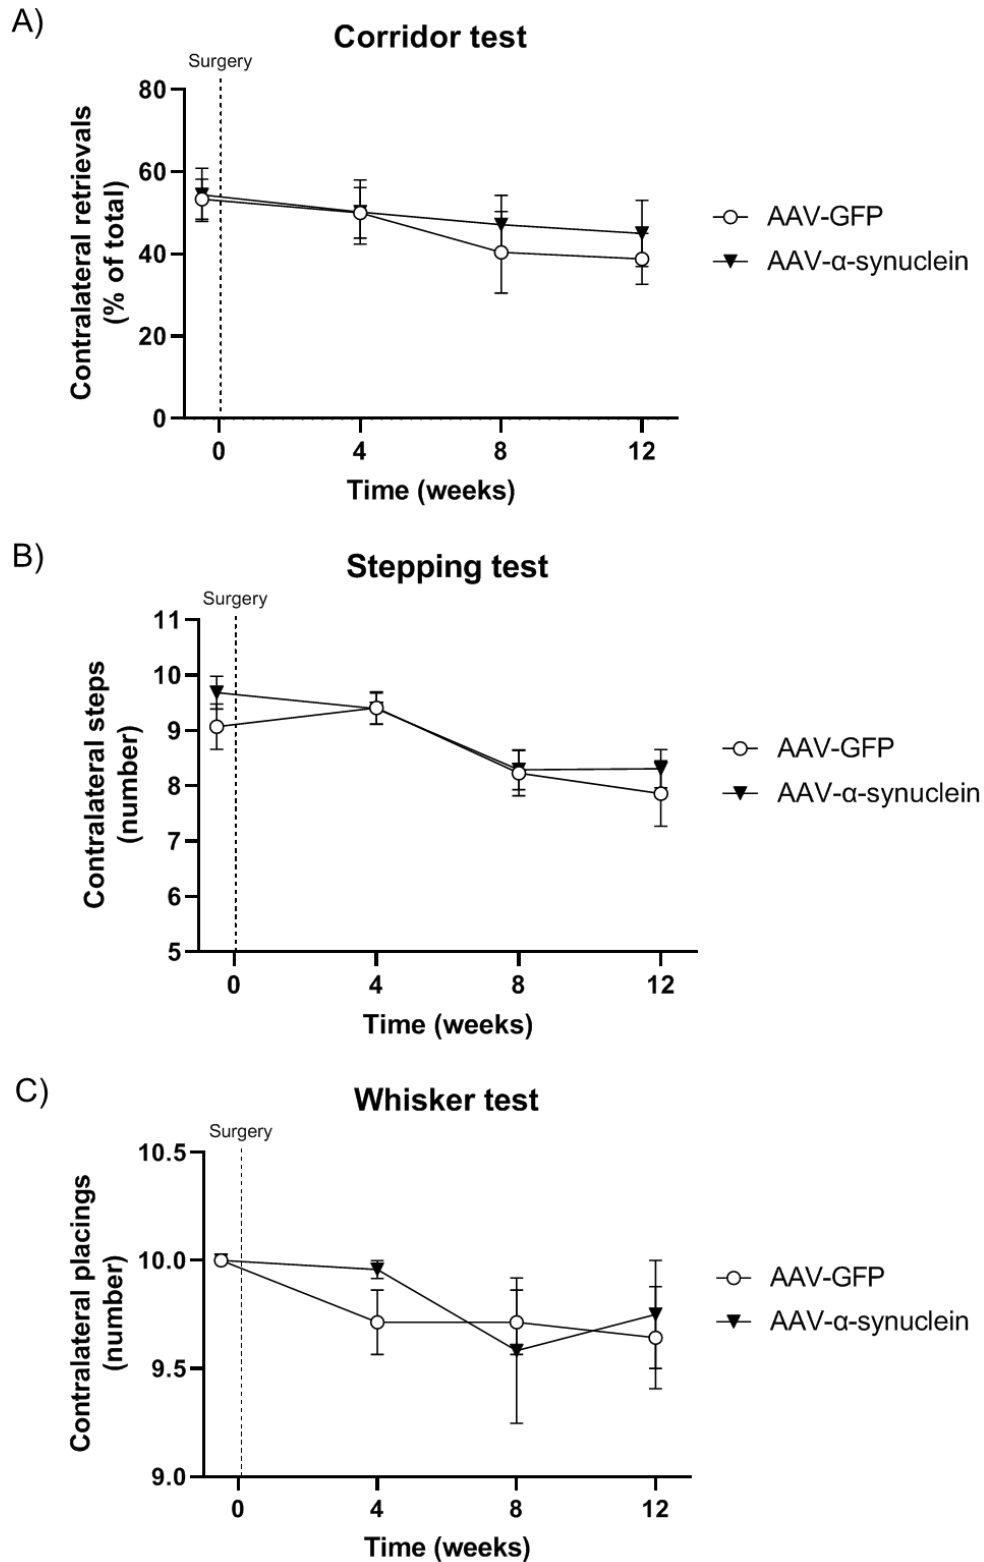 A)
Corridor test
Surgery
80
60
40
20
0
Contralateral retrievals
(% of total)
0 4 8 12
Time (weeks)
AAV-GFP
AAV-α-synuclein
B)
Stepping test
Surgery
11
10
9
8
7
6
5
Contralateral steps
(number)
0 4 8 12
Time (weeks)
AAV-GFP
AAV-α-synuclein
C)
Whisker test
Surgery
10.5
10.0
9.5
9.0
Contralateral placings
(number)
0 4 8 12
Time (weeks)
AAV-GFP
AAV-α-synuclein